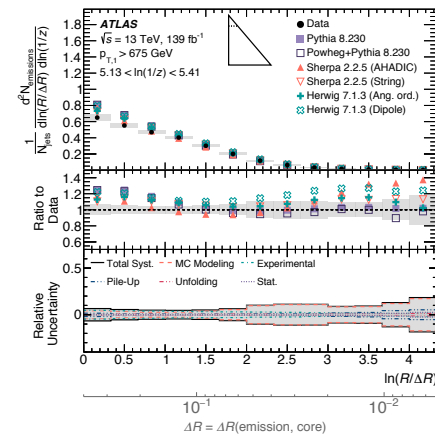 ATLAS
√s = 13 TeV, 139 fb⁻¹
p_T,1 > 675 GeV
5.13 < ln(1/z) < 5.41
Data
Pythia 8.230
Powheg+Pythia 8.230
Sherpa 2.2.5 (AHADIC)
Sherpa 2.2.5 (String)
Herwig 7.1.3 (Ang. ord.)
Herwig 7.1.3 (Dipole)
1/N_jets d²N_emissions / dln(R/ΔR) dln(1/z)
1.8
1.6
1.4
1.2
1.0
0.8
0.6
0.4
0.2
Ratio to
Data
1.4
1.2
1
0.8
0.6
Relative
Uncertainty
0.5
0
Total Syst. MC Modeling Experimental
Pile-Up Unfolding Stat.
0 0.5 1 1.5 2 2.5 3 3.5 4
ln(R/ΔR)
10⁻¹ 10⁻²
ΔR = ΔR(emission, core)